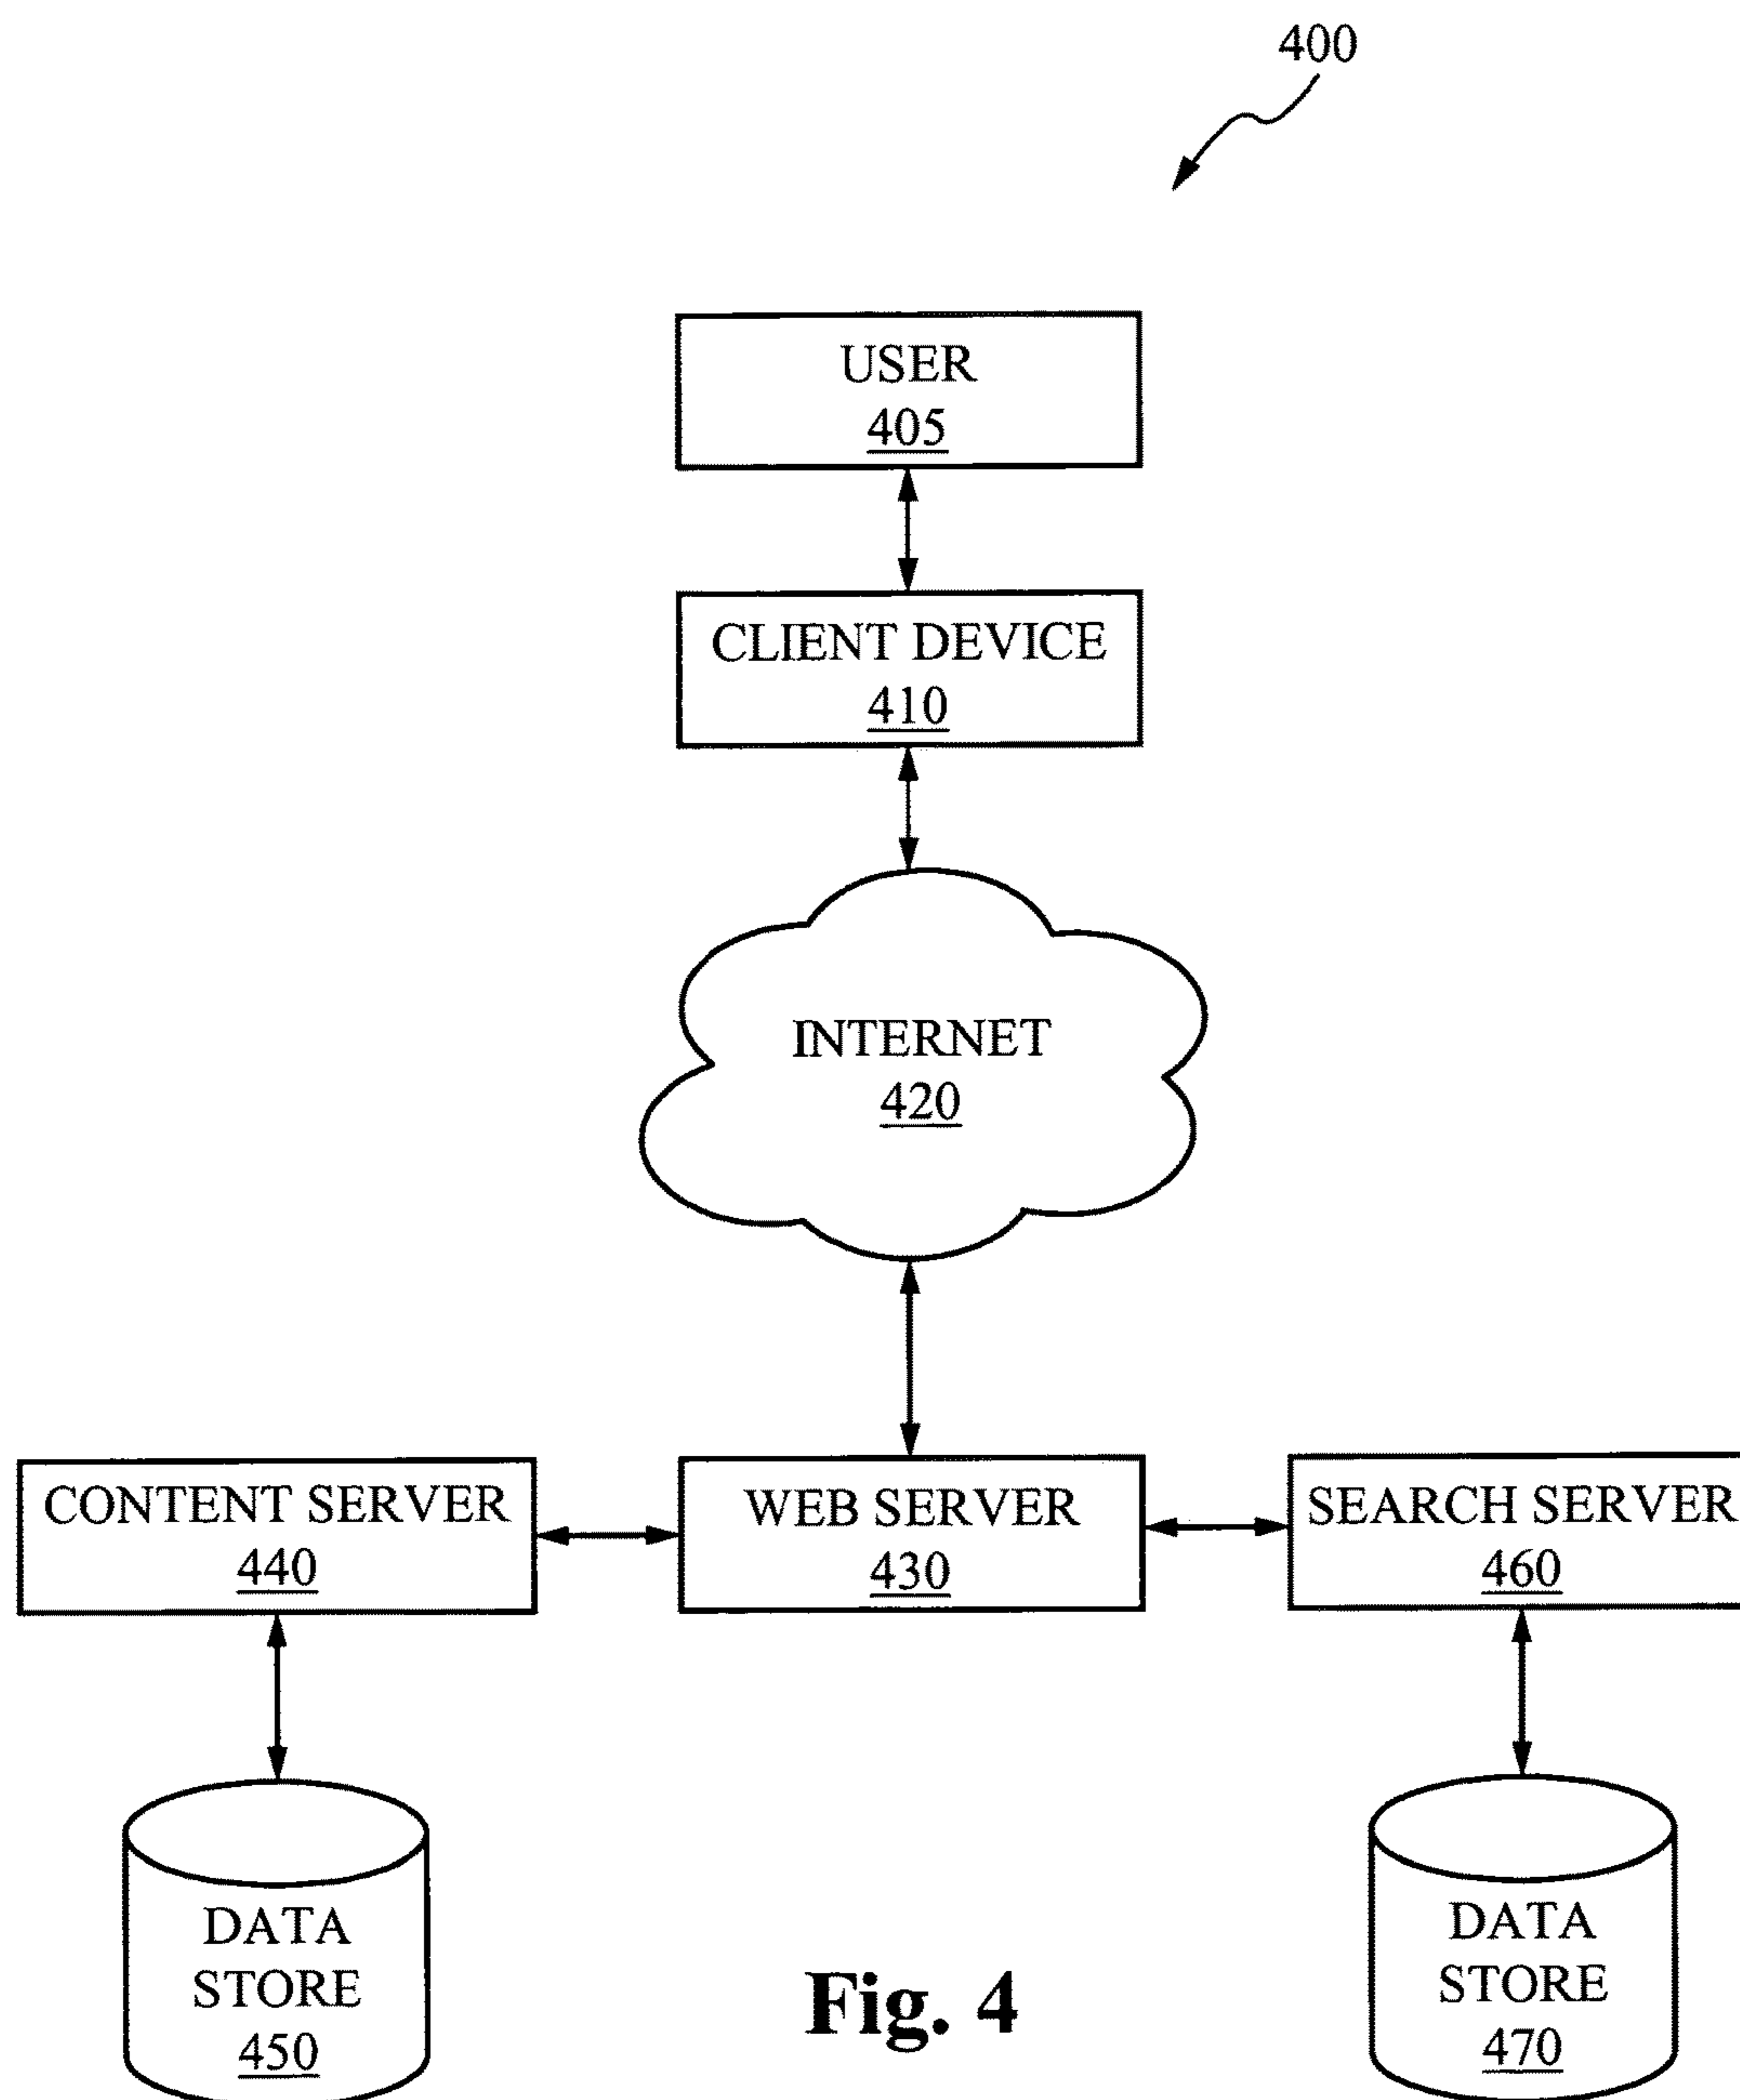 400
USER
405
CLIENT DEVICE
410
INTERNET
420
CONTENT SERVER
440
WEB SERVER
430
SEARCH SERVER
460
DATA
STORE
450
DATA
STORE
470
Fig. 4